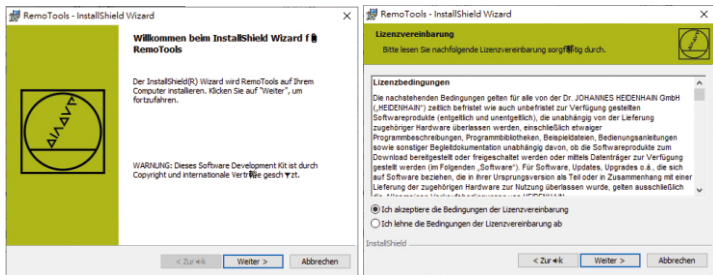 RemoTools - InstallShield Wizard
Willkommen beim InstallShield Wizard f
RemoTools
Der InstallShield(R) Wizard wird RemoTools auf Ihrem
Computer installieren. Klicken Sie auf "Weiter", um
fortzufahren.
WARNUNG: Dieses Software Development Kit ist durch
Copyright und internationale
< Zur Weiter > Abbrechen
RemoTools - InstallShield Wizard
Lizenzvereinbarung
Bitte lesen Sie nachfolgende Lizenzvereinbarung durch.
Lizenzbedingungen
Die nachstehenden Bedingungen gelten für alle von der Dr. JOHANNES HEIDENHAIN GmbH
(„HEIDENHAIN") zeitlich befristet wie auch unbefristet zur Verfügung gestellten
Softwareprodukte (entgeltlich und unentgeltlich), die unabhängig von der Lieferung
zugehöriger Hardware überlassen werden, einschließlich etwaiger
Programmbeschreibungen, Programmbibliotheken, Beispieldateien, Bedienungsanleitungen
sowie sonstiger Begleitdokumentation unabhängig davon, ob die Softwareprodukte zum
Download bereitgestellt oder freigeschaltet werden oder mittels Datenträger zur Verfügung
gestellt werden (im Folgenden „Software"). Für Software, Updates, Upgrades o.ä., die sich
auf Software beziehen, die in ihrer Ursprungsversion als Teil oder in Zusammenhang mit einer
Lieferung der zugehörigen Hardware zur Nutzung überlassen wurde, gelten ausschließlich
Ich akzeptiere die Bedingungen der Lizenzvereinbarung
Ich lehne die Bedingungen der Lizenzvereinbarung ab
InstallShield
< Zur Weiter > Abbrechen